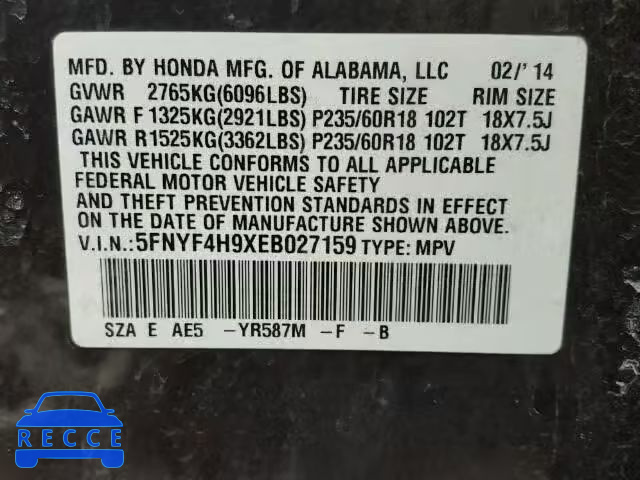 MFD. BY HONDA MFG. OF ALABAMA, LLC 02/'14
GVWR 2765KG(6096LBS) TIRE SIZE RIM SIZE
GAWR F 1325KG(2921LBS) P235/60R18 102T 18X7.5J
GAWR R1525KG(3362LBS) P235/60R18 102T 18X7.5J
THIS VEHICLE CONFORMS TO ALL APPLICABLE
FEDERAL MOTOR VEHICLE SAFETY
AND THEFT PREVENTION STANDARDS IN EFFECT
ON THE DATE OF MANUFACTURE SHOWN ABOVE.
V.I.N.:5FNYF4H9XEB027159 TYPE: MPV
SZA E AE5 -YR587M -F -B
RECCE